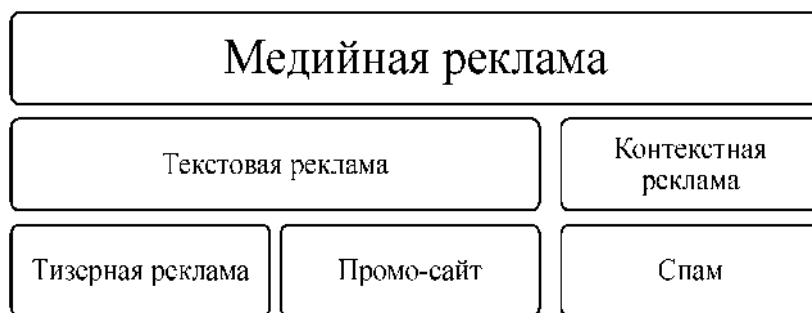 Медийная реклама
Текстовая реклама
Контекстная
реклама
Тизерная реклама
Промо-сайт
Спам